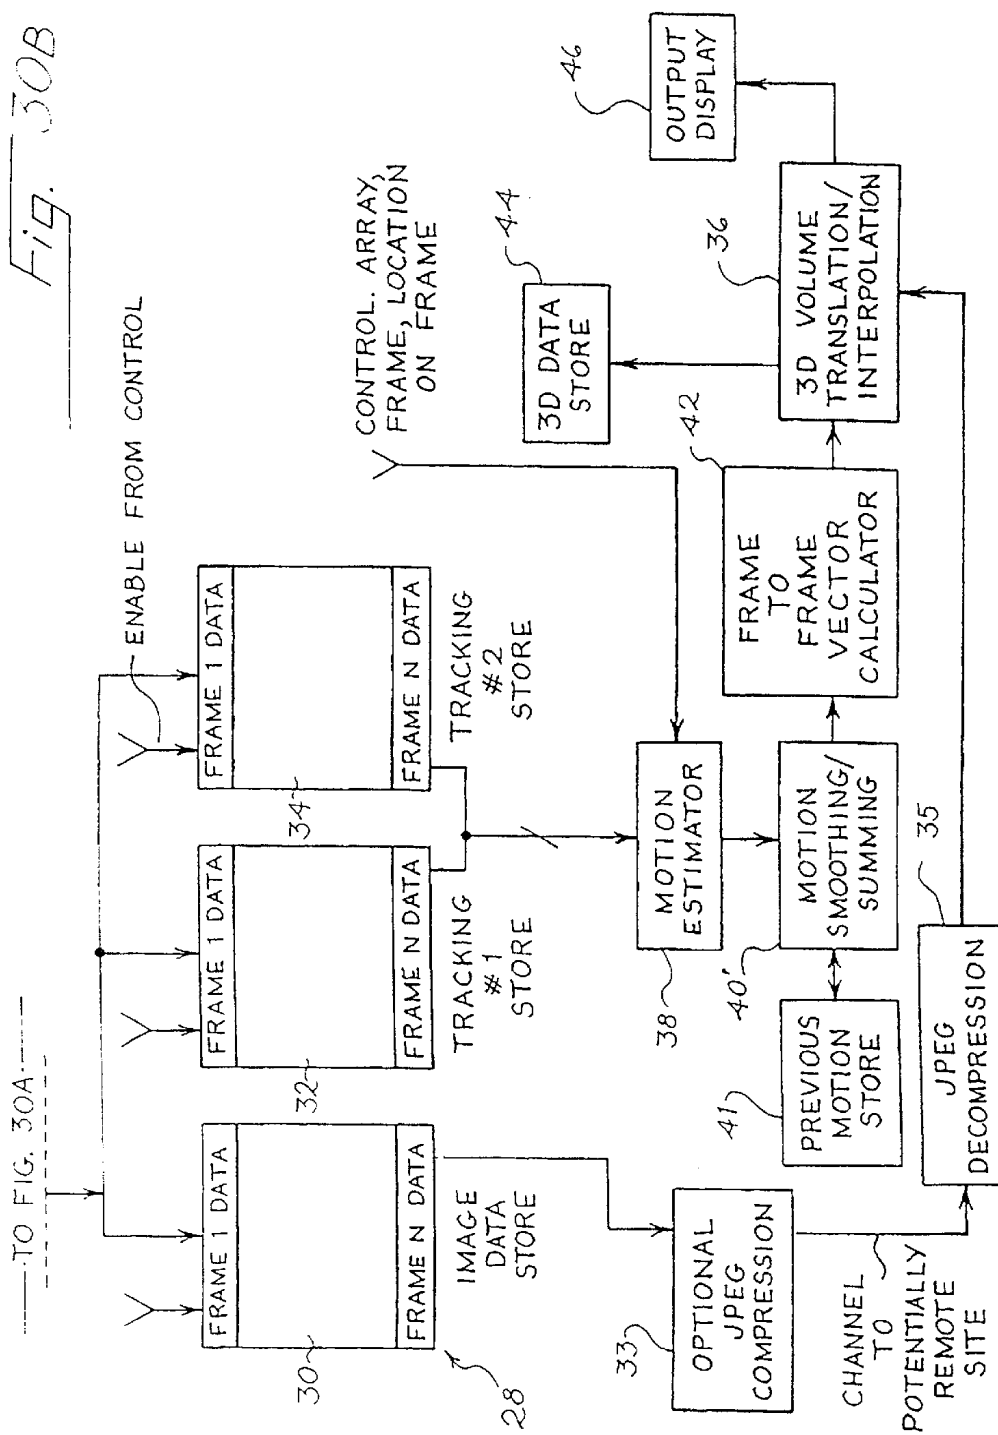 Fig. 30B
TO FIG. 30A
ENABLE FROM CONTROL
FRAME 1 DATA
FRAME 1 DATA
FRAME 1 DATA
30
32
34
FRAME N DATA
FRAME N DATA
FRAME N DATA
28
IMAGE
DATA
STORE
TRACKING
#1
STORE
TRACKING
#2
STORE
CONTROL. ARRAY,
FRAME, LOCATION
ON FRAME
33
OPTIONAL
JPEG
COMPRESSION
38
MOTION
ESTIMATOR
44
3D DATA
STORE
46
OUTPUT
DISPLAY
41
PREVIOUS
MOTION
STORE
40'
MOTION
SMOOTHING/
SUMMING
42
FRAME
TO
FRAME
VECTOR
CALCULATOR
36
3D VOLUME
TRANSLATION/
INTERPOLATION
CHANNEL
TO
POTENTIALLY
REMOTE
SITE
35
JPEG
DECOMPRESSION